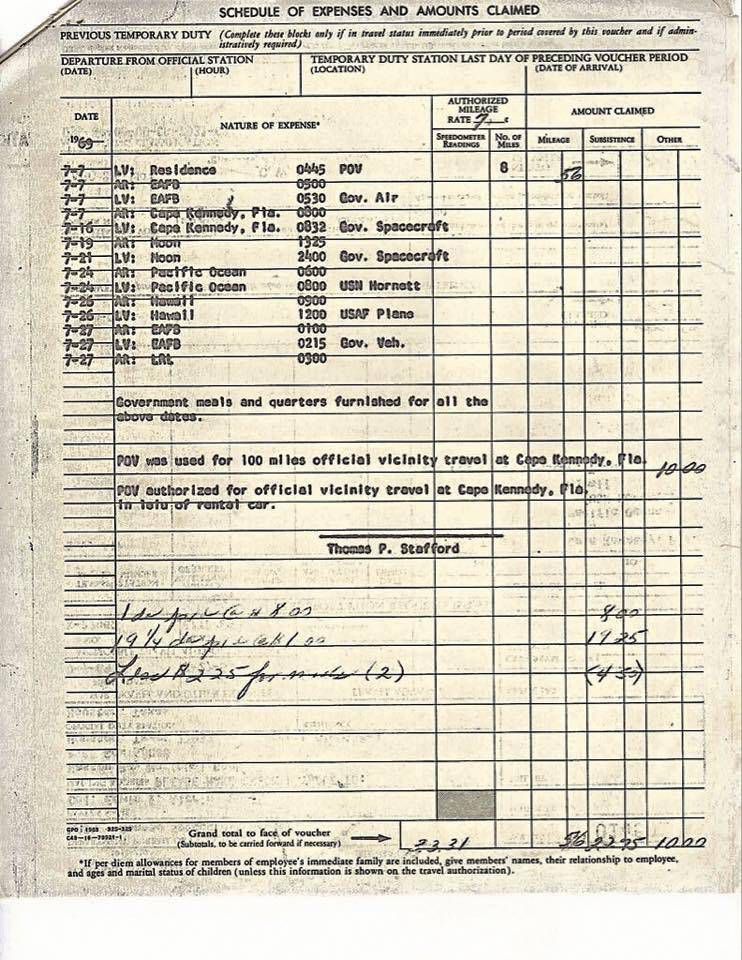 SCHEDULE OF EXPENSES AND AMOUNTS CLAIMED
PREVIOUS TEMPORARY DUTY (Complete these blocks only if in travel status immediately prior to period covered by this voucher and if admin-
istratively required)
DEPARTURE FROM OFFICIAL STATION TEMPORARY DUTY STATION LAST DAY OF PRECEDING VOUCHER PERIOD
(DATE) (HOUR) (LOCATION) (DATE OF ARRIVAL)
DATE NATURE OF EXPENSE* AUTHORIZED MILEAGE RATE 7 ¢ AMOUNT CLAIMED
1969 SPEEDOMETER READINGS NO. OF MILES MILEAGE SUBSISTENCE OTHER
7-7 LV: Residence 0445 POV 8 56
7-7 AR: EAFB 0500
7-7 LV: EAFB 0530 Gov. Air
7-7 AR: Cape Kennedy, Fla. 0800
7-16 LV: Cape Kennedy, Fla. 0832 Gov. Spacecraft
7-19 AR: Moon 1325
7-21 LV: Moon 2400 Gov. Spacecraft
7-24 AR: Pacific Ocean 0600
7-24 LV: Pacific Ocean 0800 USN Hornett
7-26 AR: Hawaii 0900
7-26 LV: Hawaii 1200 USAF Plane
7-27 AR: EAFB 0100
7-27 LV: EAFB 0215 Gov. Veh.
7-27 AR: LRL 0300
Government meals and quarters furnished for all the
above dates.
POV was used for 100 miles official vicinity travel at Cape Kennedy, Fla. 10.00
POV authorized for official vicinity travel at Cape Kennedy, Fla.
in leiu of rental car.
Thomas P. Stafford
1 8.00 8.00
19 1/4 1.00 19 25
Less $2.25 for meals (2) (4 50)
Grand total to face of voucher
(Subtotals, to be carried forward if necessary) 33.31 56 22 75 10 00
*If per diem allowances for members of employee's immediate family are included, give members' names, their relationship to employee,
and ages and marital status of children (unless this information is shown on the travel authorization).